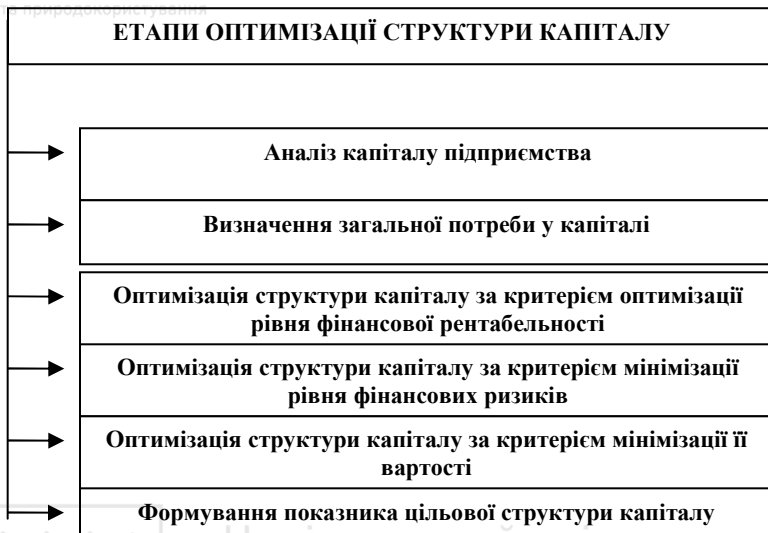 та природокористування
ЕТАПИ ОПТИМІЗАЦІЇ СТРУКТУРИ КАПІТАЛУ
Аналіз капіталу підприємства
Визначення загальної потреби у капіталі
Оптимізація структури капіталу за критерієм оптимізації
рівня фінансової рентабельності
Оптимізація структури капіталу за критерієм мінімізації
рівня фінансових ризиків
Оптимізація структури капіталу за критерієм мінімізації її
вартості
Формування показника цільової структури капіталу